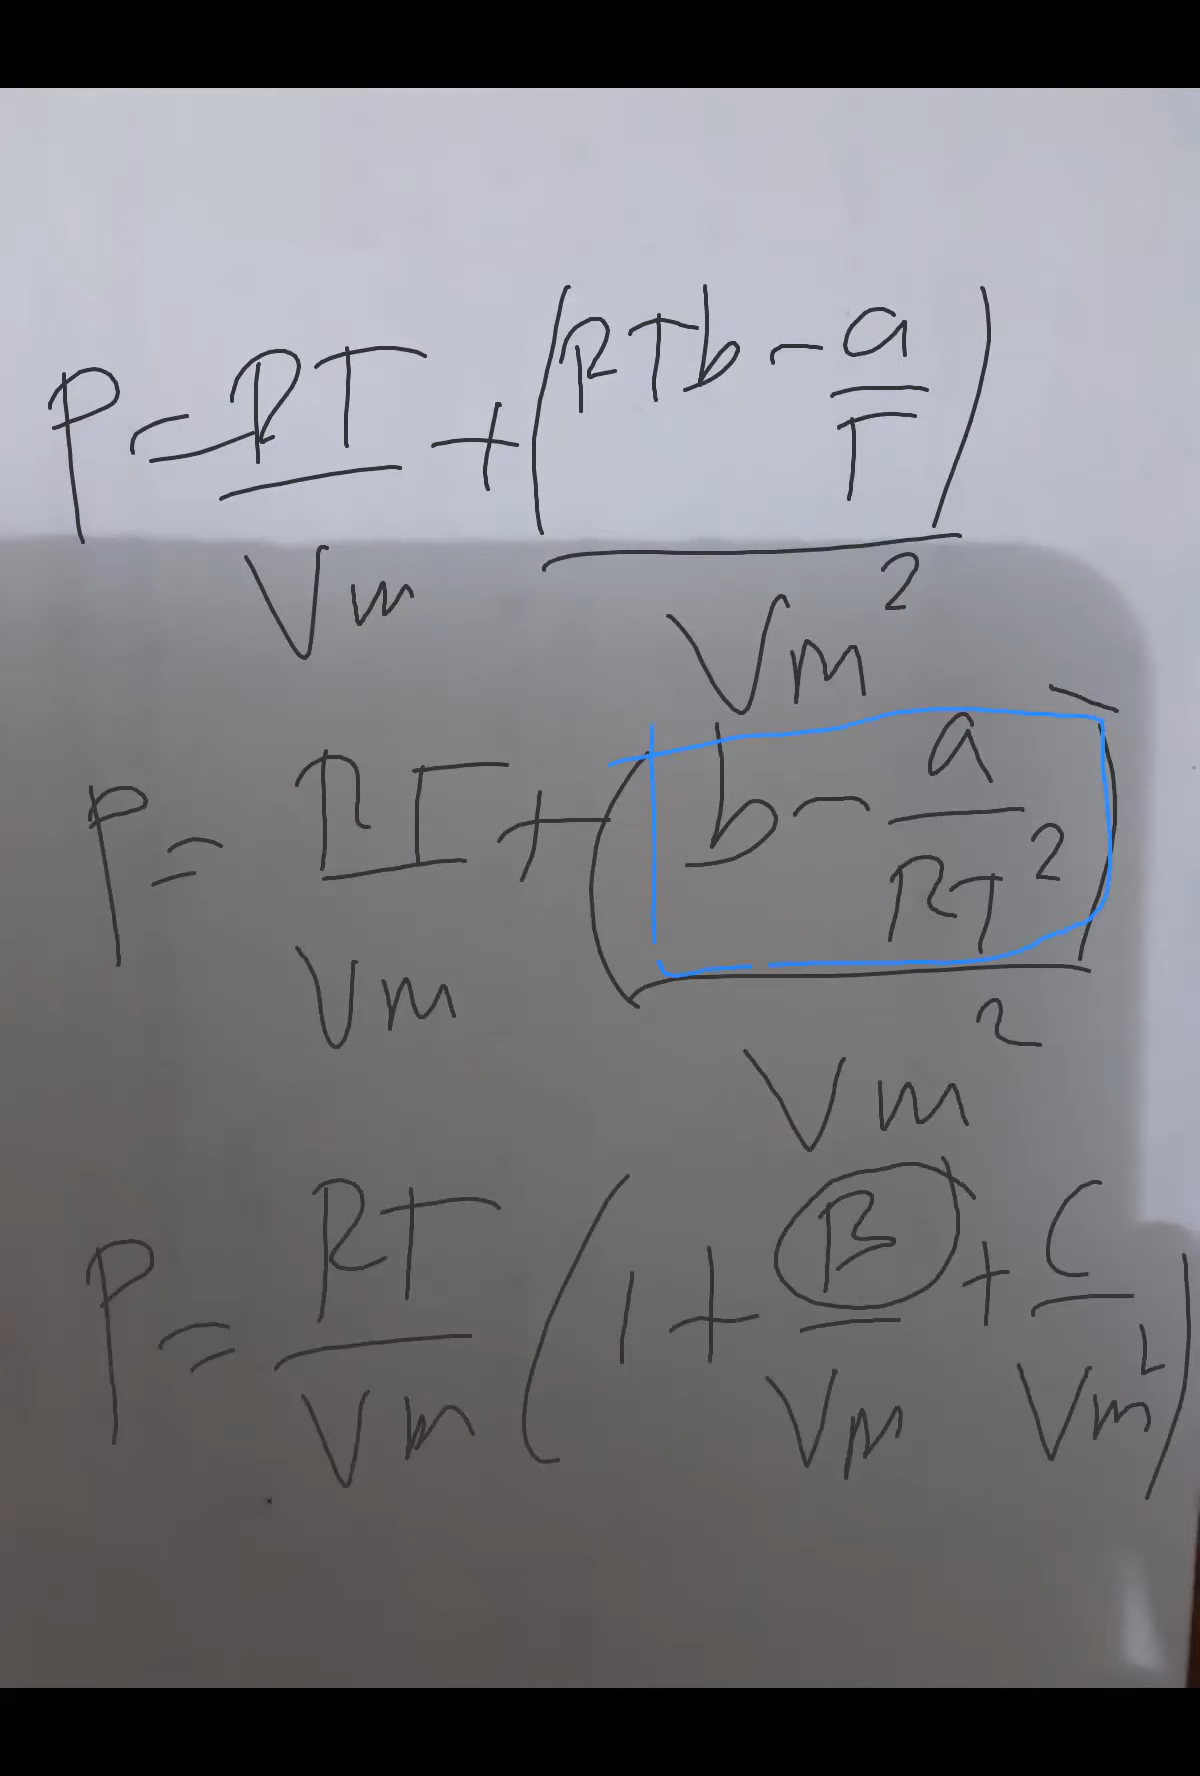 P = RT/Vm + (RTb - a/T)/Vm²
P = RT/Vm + (b - a/RT²)/Vm²
P = RT/Vm (1 + B/Vm + C/Vm²)